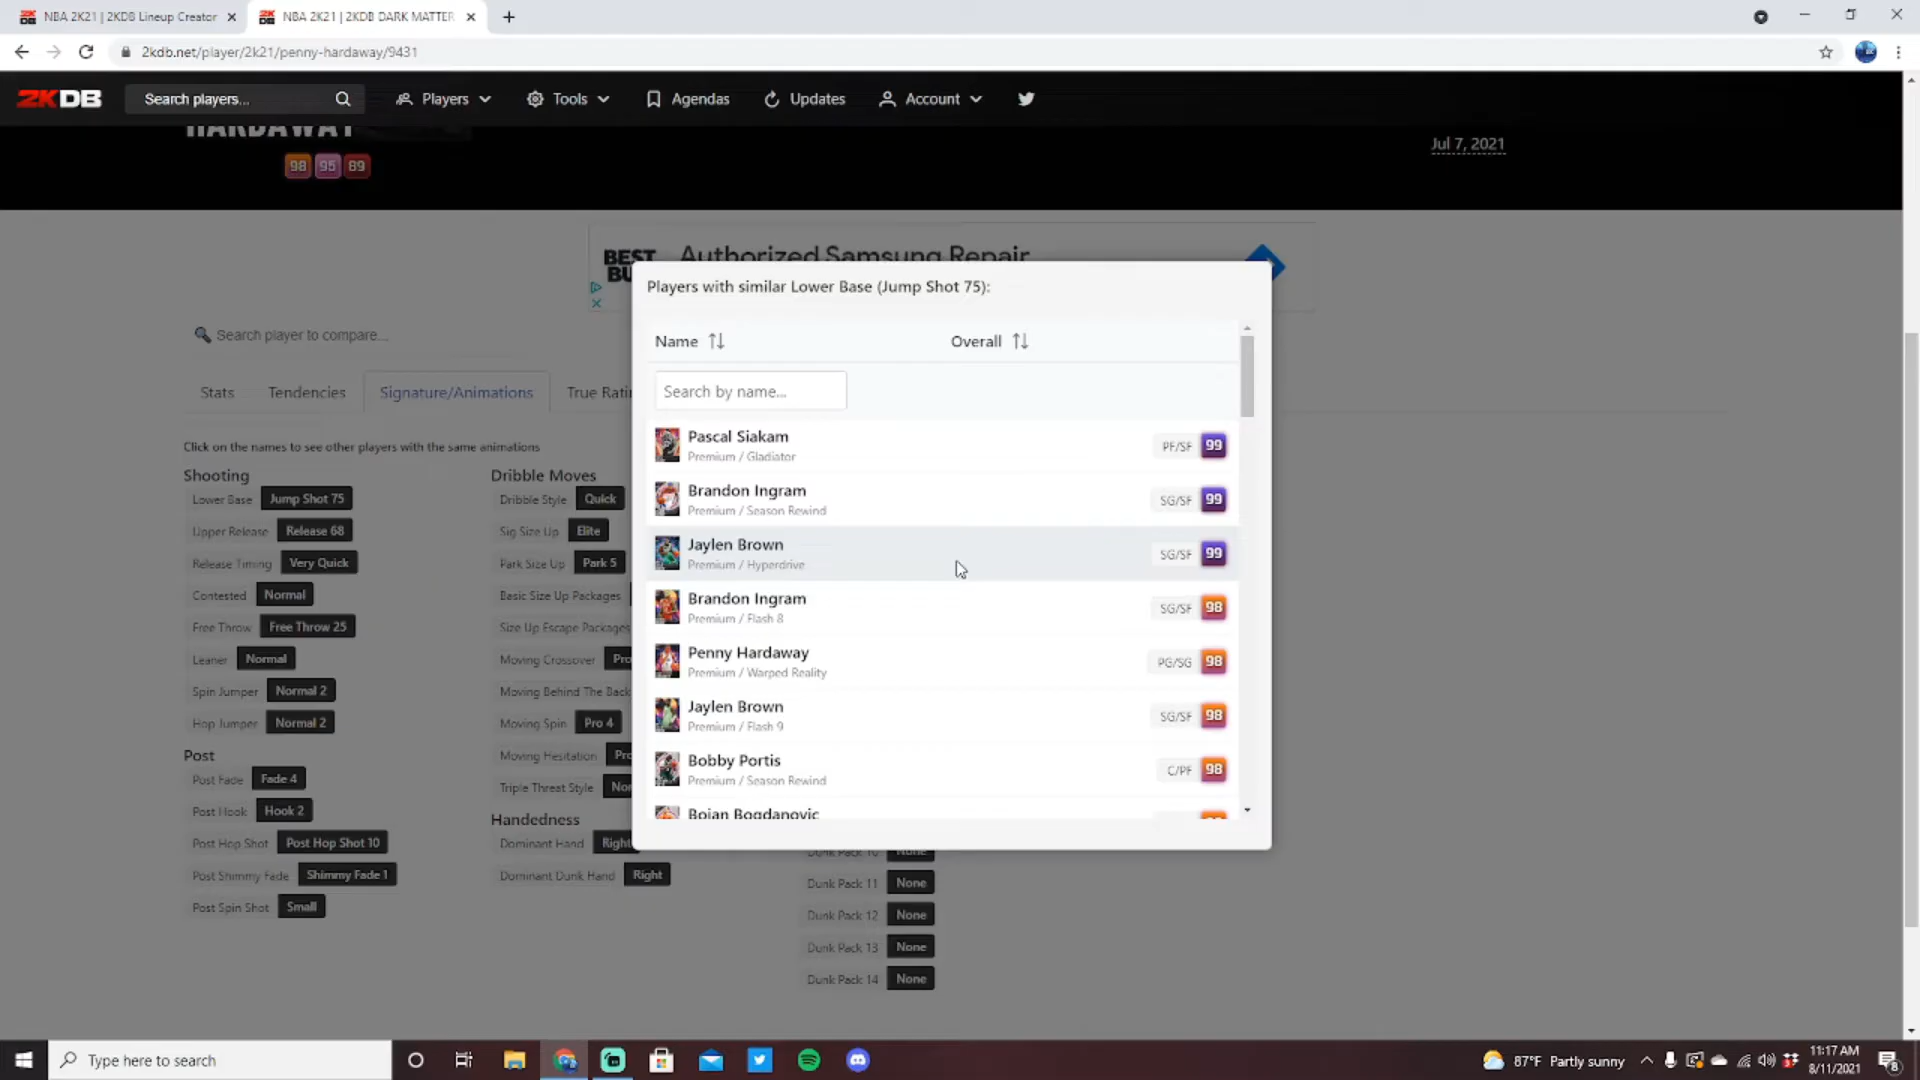 NBA 2K21 | 2KDB Lineup Creator
NBA 2K21 | 2KDB DARK MATTER
2kdb.net/player/2k21/penny-hardaway/9431
2KDB
Search players...
Players
Tools
Agendas
Updates
Account
HARDAWAY
98 95 89
Jul 7, 2021
BEST
BU
Authorized Samsung Repair
Search player to compare...
Stats
Tendencies
Signature/Animations
True Rati
Click on the names to see other players with the same animations
Shooting
Lower Base Jump Shot 75
Upper Release Release 68
Release Timing Very Quick
Contested Normal
Free Throw Free Throw 25
Leaner Normal
Spin Jumper Normal 2
Hop Jumper Normal 2
Post
Post Fade Fade 4
Post Hook Hook 2
Post Hop Shot Post Hop Shot 10
Post Shimmy Fade Shimmy Fade 1
Post Spin Shot Small
Dribble Moves
Dribble Style Quick
Sig Size Up Elite
Park Size Up Park 5
Basic Size Up Packages
Size Up Escape Packages
Moving Crossover Pro
Moving Behind The Back
Moving Spin Pro 4
Moving Hesitation Pro
Triple Threat Style Nor
Handedness
Dominant Hand Right
Dominant Dunk Hand Right
Players with similar Lower Base (Jump Shot 75):
Name
Overall
Search by name...
Pascal Siakam
Premium / Gladiator
PF/SF 99
Brandon Ingram
Premium / Season Rewind
SG/SF 99
Jaylen Brown
Premium / Hyperdrive
SG/SF 99
Brandon Ingram
Premium / Flash 8
SG/SF 98
Penny Hardaway
Premium / Warped Reality
PG/SG 98
Jaylen Brown
Premium / Flash 9
SG/SF 98
Bobby Portis
Premium / Season Rewind
C/PF 98
Bojan Bogdanovic
Dunk Pack 10 None
Dunk Pack 11 None
Dunk Pack 12 None
Dunk Pack 13 None
Dunk Pack 14 None
Type here to search
87°F Partly sunny
11:17 AM
8/11/2021
8